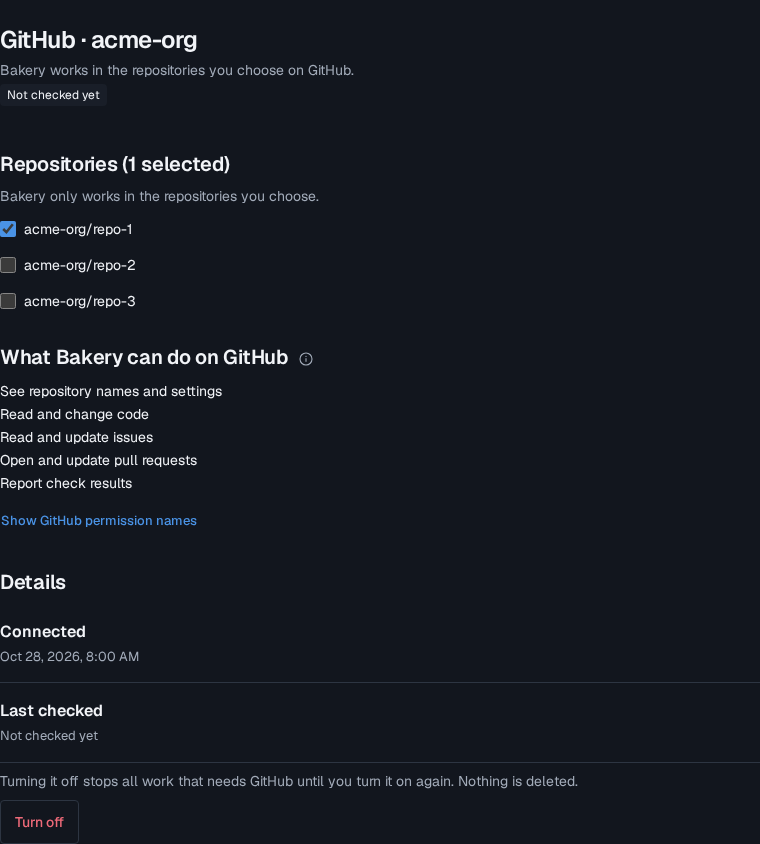 GitHub · acme-org
Bakery works in the repositories you choose on GitHub.
Not checked yet
Repositories (1 selected)
Bakery only works in the repositories you choose.
acme-org/repo-1
acme-org/repo-2
acme-org/repo-3
What Bakery can do on GitHub
See repository names and settings
Read and change code
Read and update issues
Open and update pull requests
Report check results
Show GitHub permission names
Details
Connected
Oct 28, 2026, 8:00 AM
Last checked
Not checked yet
Turning it off stops all work that needs GitHub until you turn it on again. Nothing is deleted.
Turn off